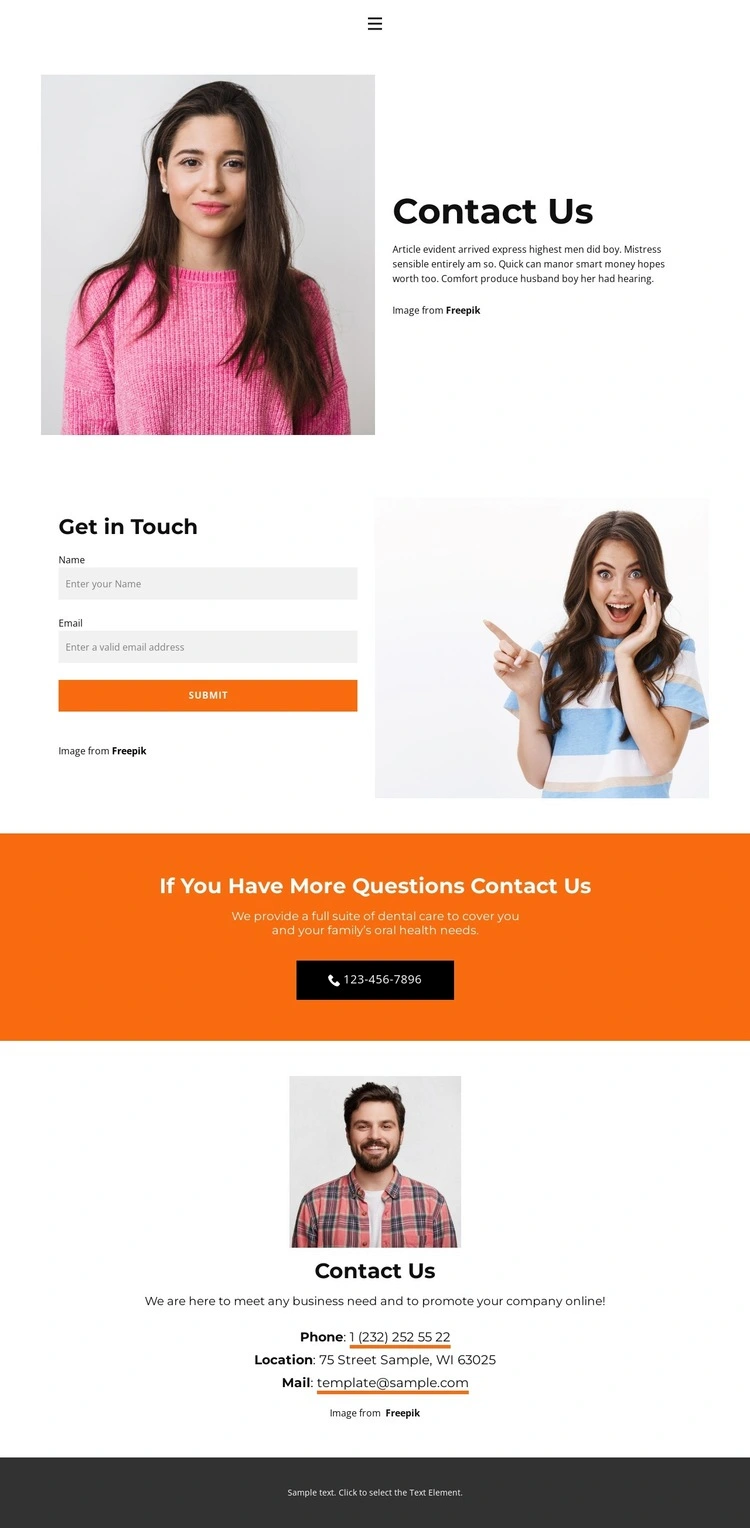 Contact Us
Article evident arrived express highest men did boy. Mistress
sensible entirely am so. Quick can manor smart money hopes
worth too. Comfort produce husband boy her had hearing.
Image from Freepik
Get in Touch
Name
Enter your Name
Email
Enter a valid email address
SUBMIT
Image from Freepik
If You Have More Questions Contact Us
We provide a full suite of dental care to cover you
and your family's oral health needs.
123-456-7896
Contact Us
We are here to meet any business need and to promote your company online!
Phone: 1 (232) 252 55 22
Location: 75 Street Sample, WI 63025
Mail: template@sample.com
Image from Freepik
Sample text. Click to select the Text Element.